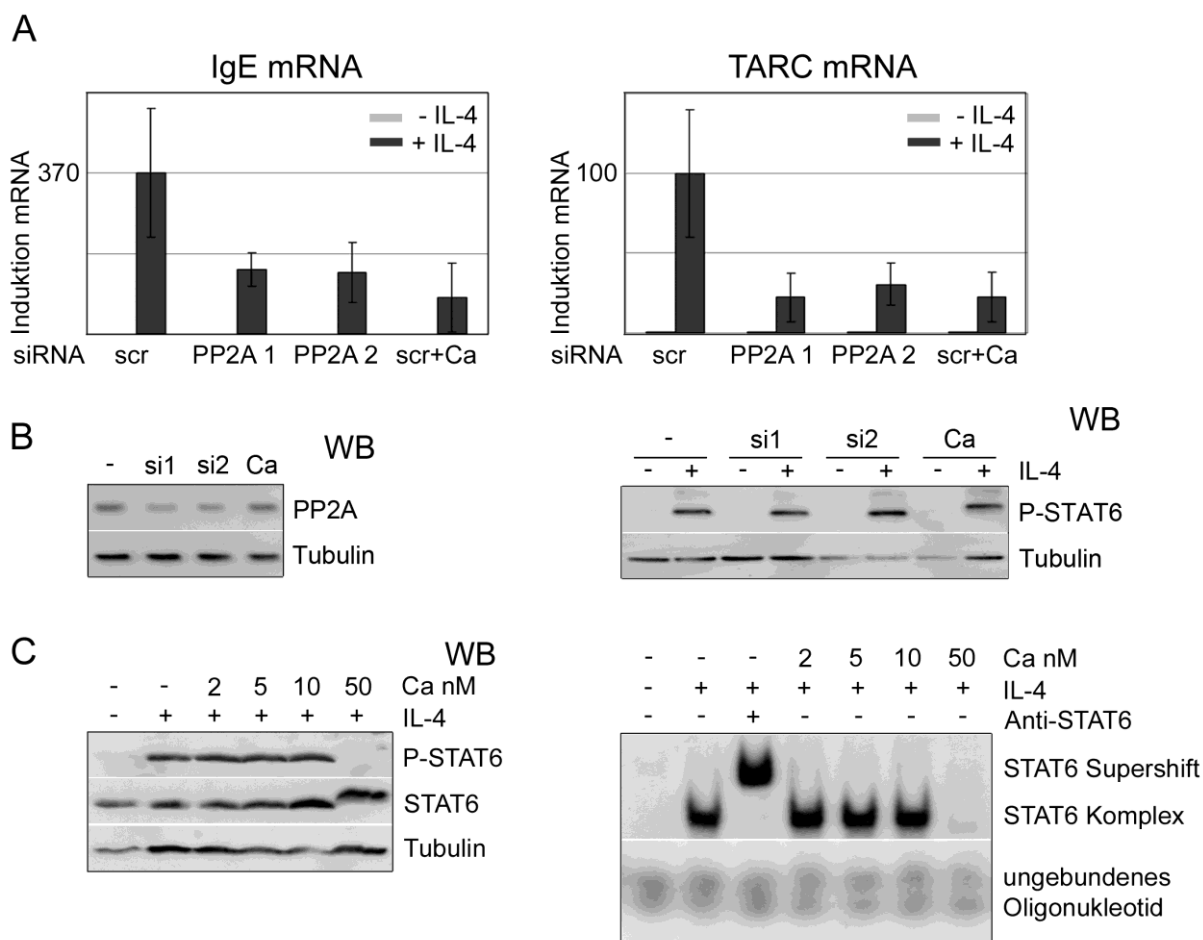 A
IgE mRNA
- IL-4
+ IL-4
370
Induktion mRNA
siRNA scr PP2A 1 PP2A 2 scr+Ca
TARC mRNA
- IL-4
+ IL-4
100
Induktion mRNA
siRNA scr PP2A 1 PP2A 2 scr+Ca
B
WB
- si1 si2 Ca
PP2A
Tubulin
WB
- si1 si2 Ca
- + - + - + - + IL-4
P-STAT6
Tubulin
C
WB
- - 2 5 10 50 Ca nM
- + + + + + IL-4
P-STAT6
STAT6
Tubulin
- - - 2 5 10 50 Ca nM
- + + + + + + IL-4
- - + - - - - Anti-STAT6
STAT6 Supershift
STAT6 Komplex
ungebundenes
Oligonukleotid